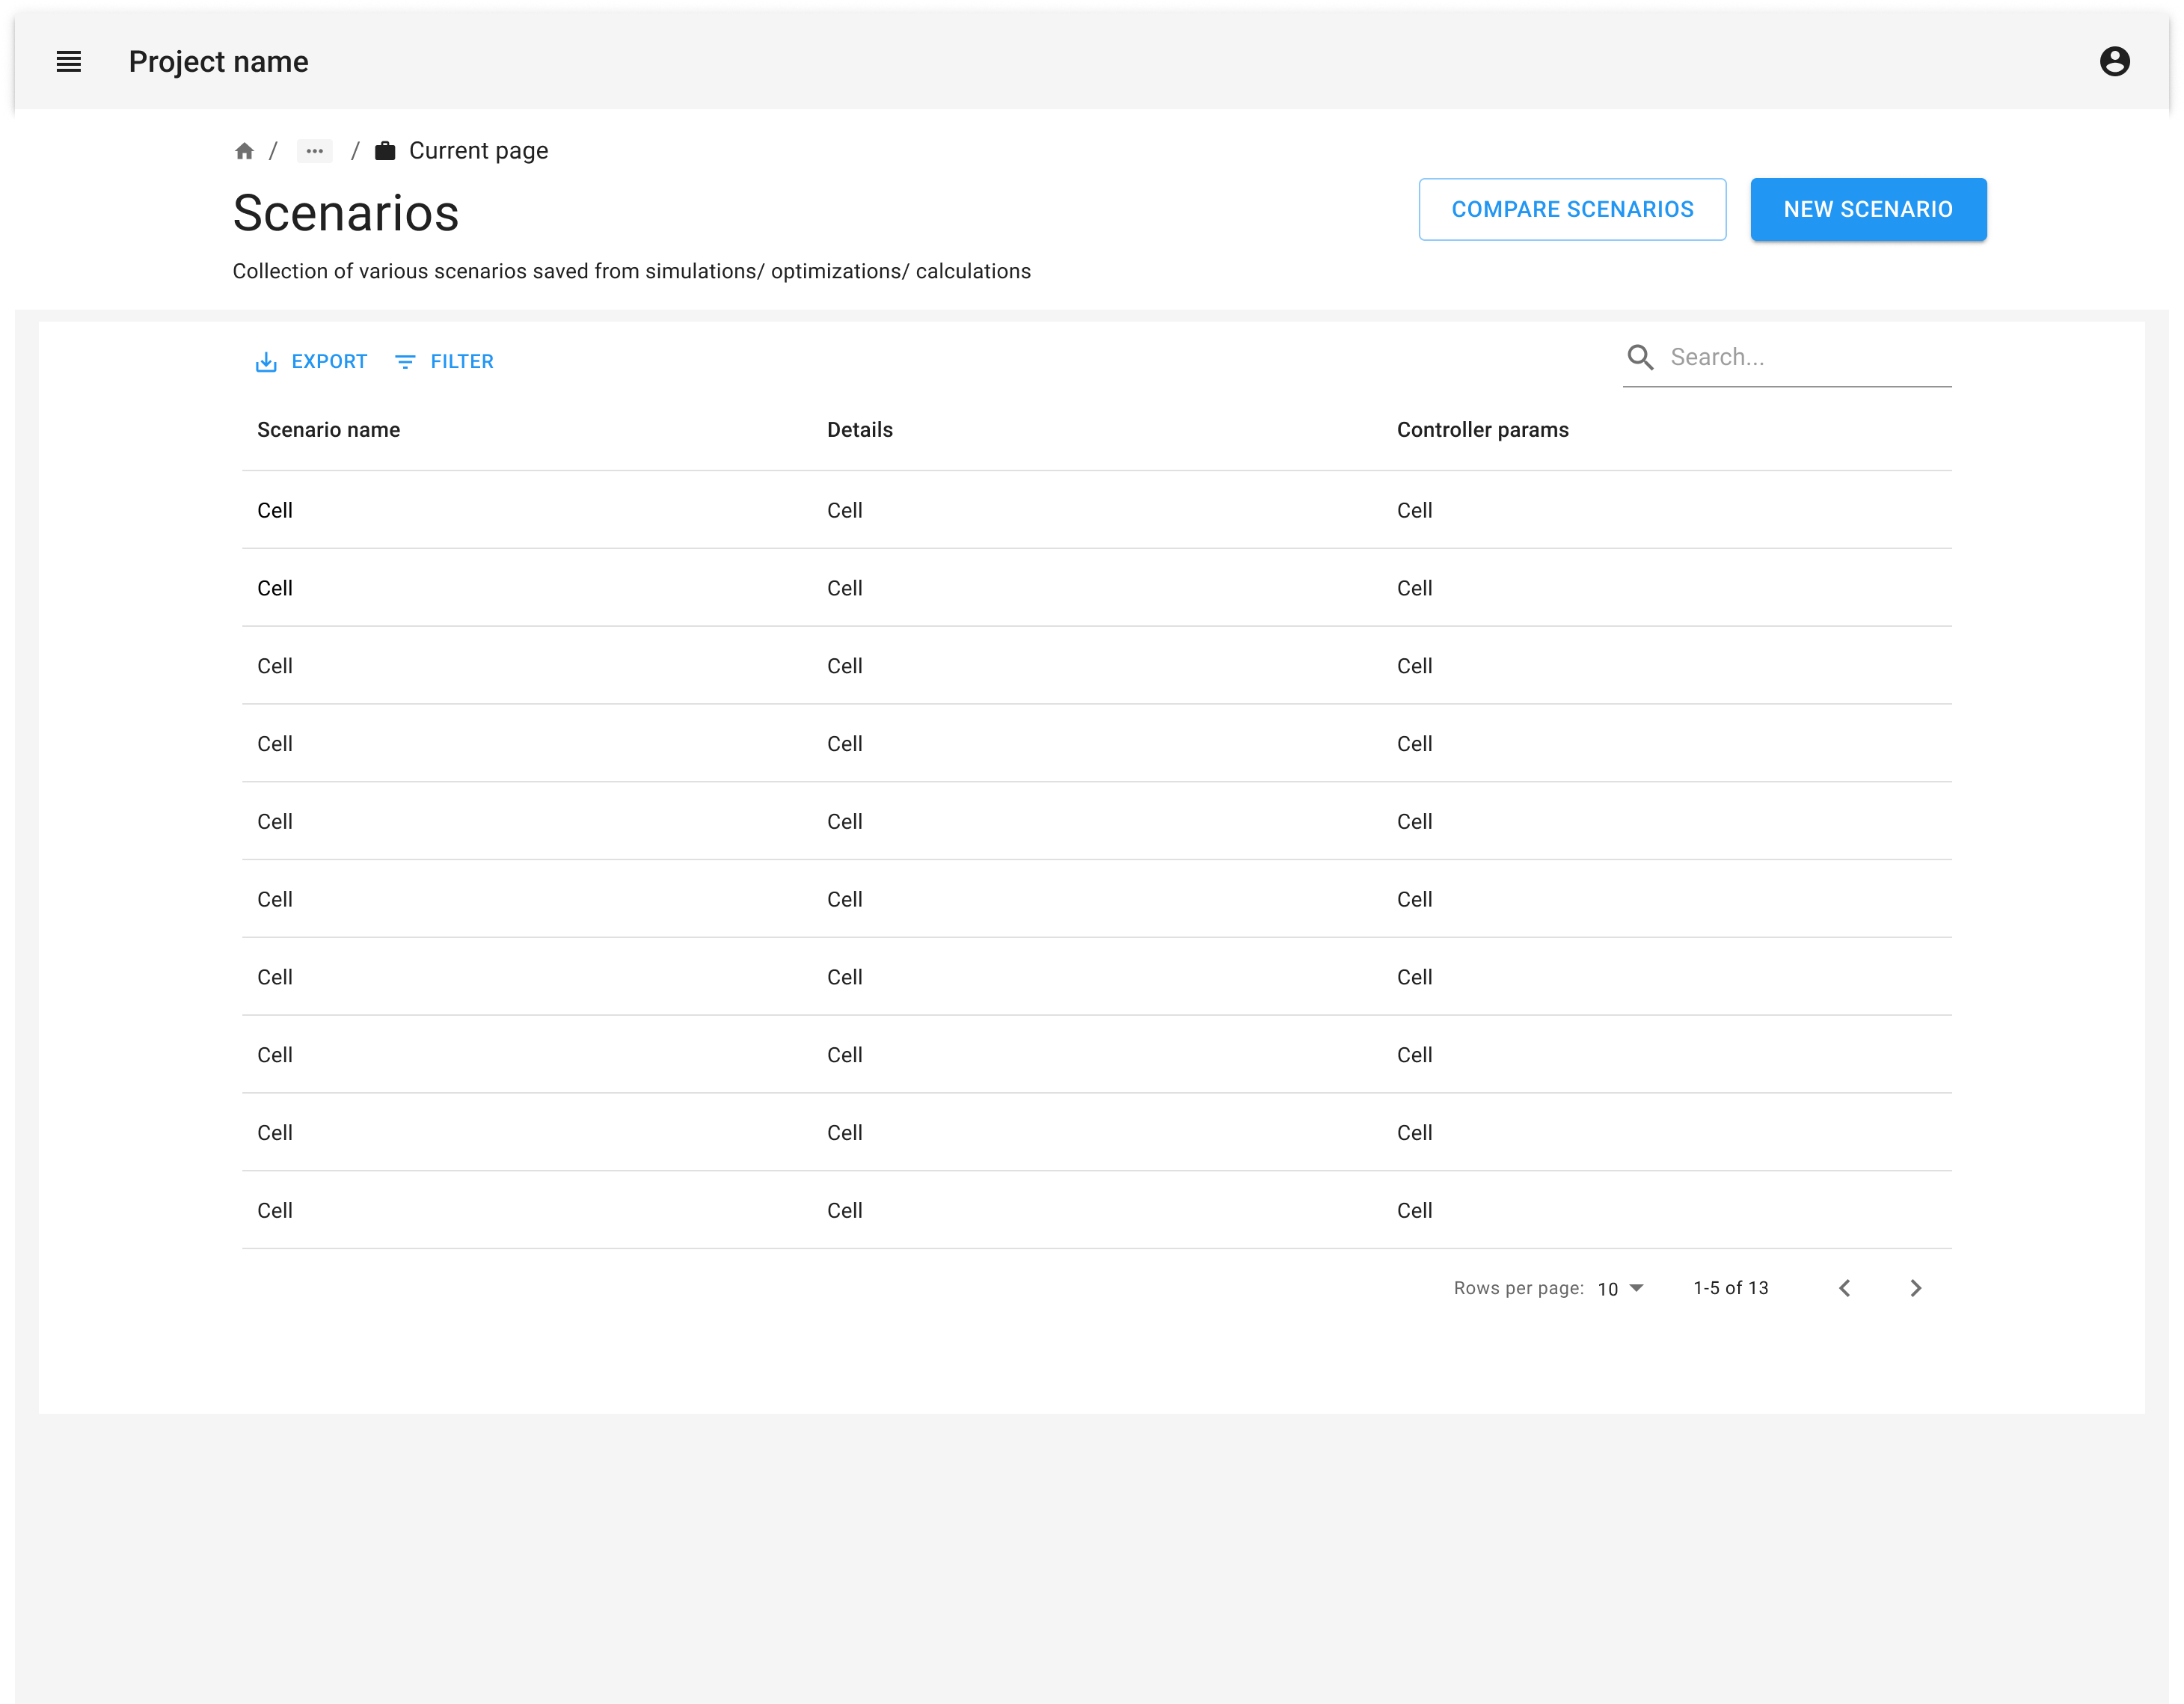 Project name
/ ... / Current page
Scenarios
COMPARE SCENARIOS NEW SCENARIO
Collection of various scenarios saved from simulations/ optimizations/ calculations
EXPORT FILTER Search...
Scenario name Details Controller params
Cell Cell Cell
Cell Cell Cell
Cell Cell Cell
Cell Cell Cell
Cell Cell Cell
Cell Cell Cell
Cell Cell Cell
Cell Cell Cell
Cell Cell Cell
Cell Cell Cell
Rows per page: 10 1-5 of 13